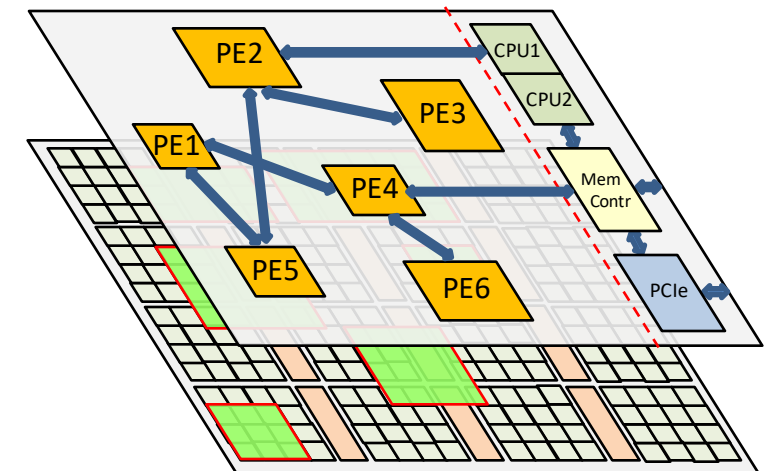 PE2
CPU1
CPU2
PE3
PE1
PE4
Mem
Contr
PE5
PE6
PCIe